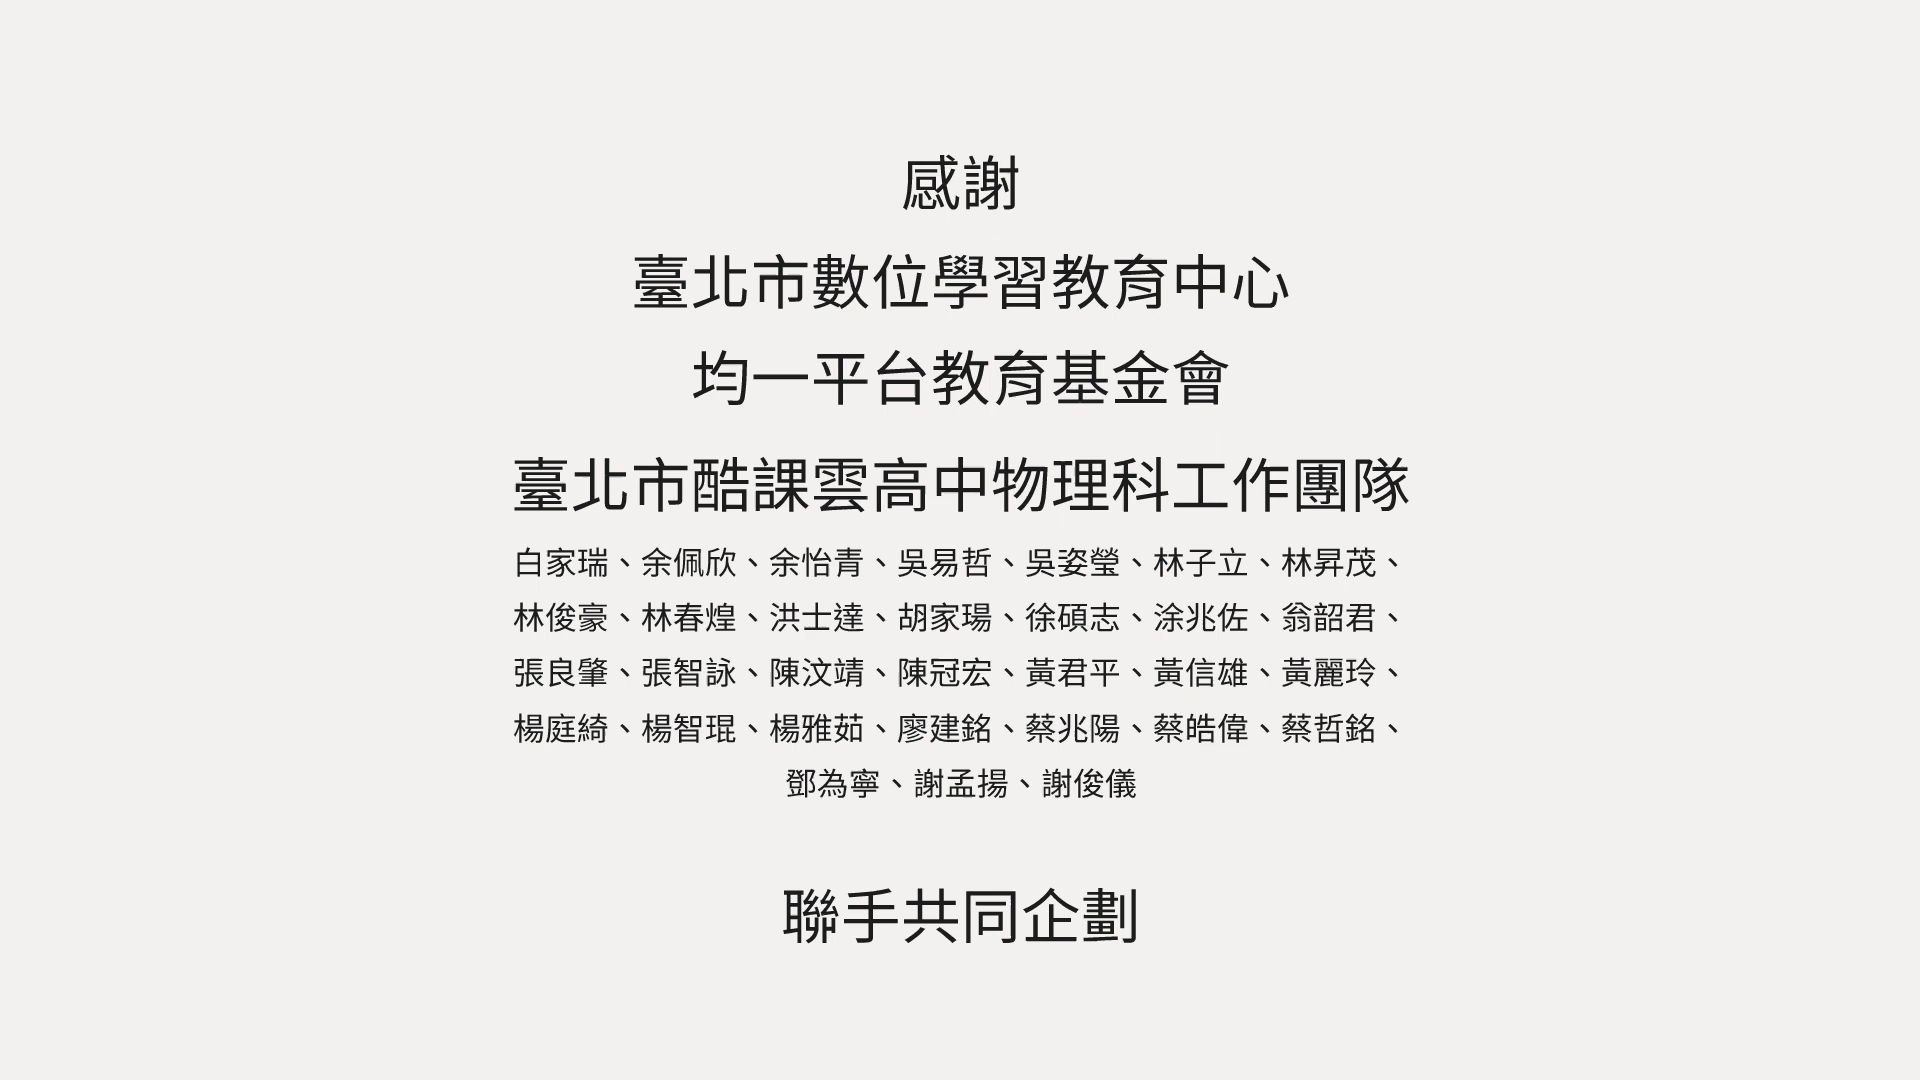 感謝
臺北市數位學習教育中心
均一平台教育基金會
臺北市酷課雲高中物理科工作團隊
白家瑞、余佩欣、余怡青、吳易哲、吳姿瑩、林子立、林昇茂、
林俊豪、林春煌、洪士達、胡家瑒、徐碩志、涂兆佐、翁韶君、
張良肇、張智詠、陳汶靖、陳冠宏、黃君平、黃信雄、黃麗玲、
楊庭綺、楊智琨、楊雅茹、廖建銘、蔡兆陽、蔡皓偉、蔡哲銘、
鄧為寧、謝孟揚、謝俊儀
聯手共同企劃